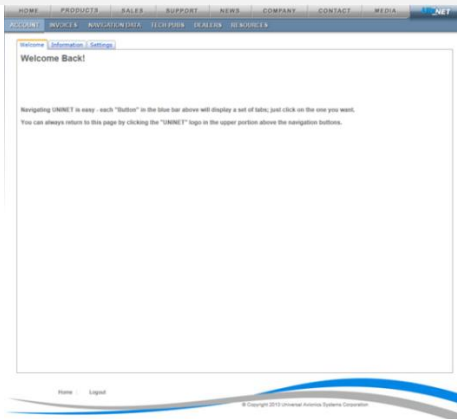 HOME PRODUCTS SALES SUPPORT NEWS COMPANY CONTACT MEDIA UNINET
ACCOUNT INVOICES NAVIGATION DATA TECH PUBS DEALERS RESOURCES
Welcome Information Settings
Welcome Back!
Navigating UNINET is easy - each "Button" in the blue bar above will display a set of tabs; just click on the one you want.
You can always return to this page by clicking the "UNINET" logo in the upper portion above the navigation buttons.
Home : Logout
© Copyright 2013 Universal Avionics Systems Corporation